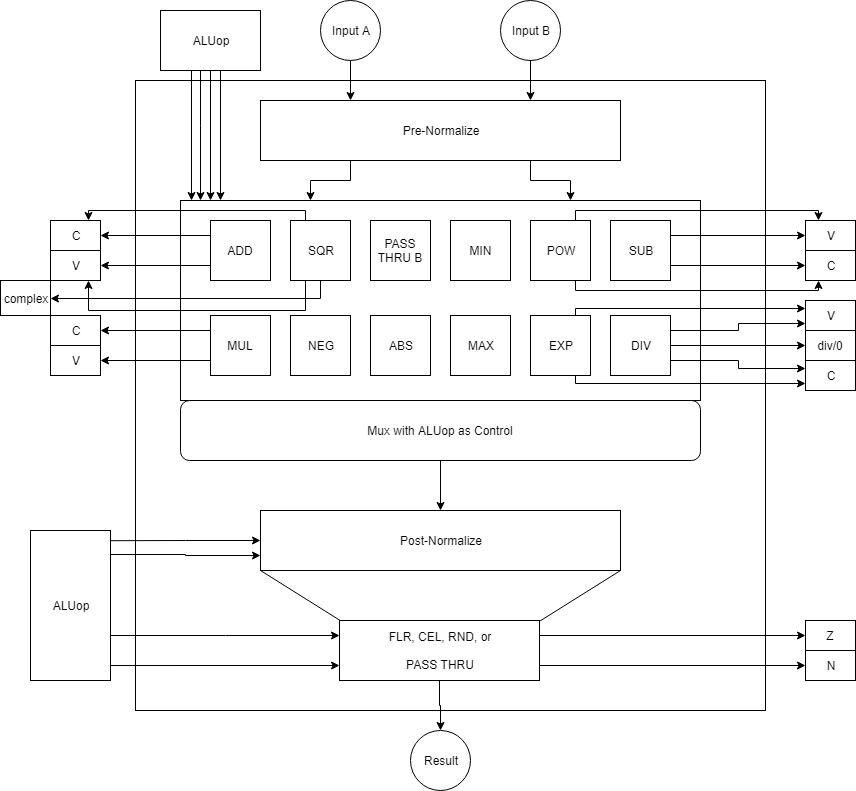 ALUop
Input A
Input B
Pre-Normalize
C
V
complex
C
V
ADD
SQR
PASS
THRU B
MIN
POW
SUB
MUL
NEG
ABS
MAX
EXP
DIV
V
C
V
div/0
C
Mux with ALUop as Control
Post-Normalize
ALUop
FLR, CEL, RND, or
PASS THRU
Z
N
Result